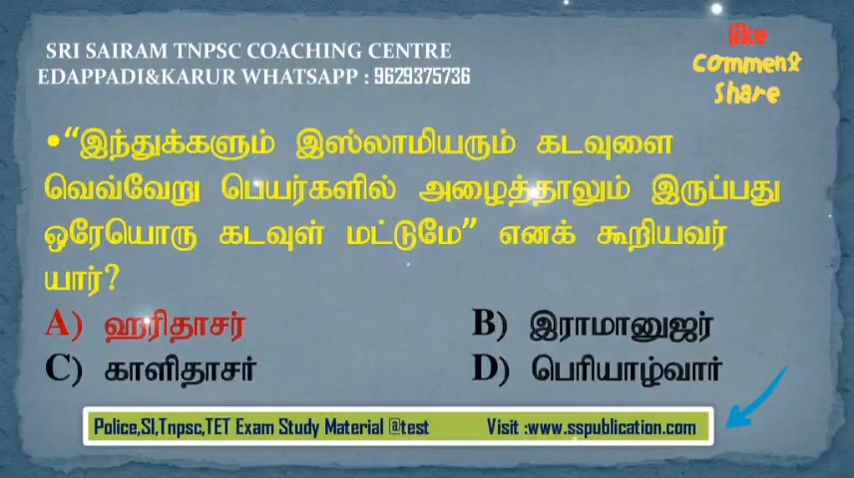 SRI SAIRAM TNPSC COACHING CENTRE
EDAPPADI&KARUR WHATSAPP : 9629375736
like
comment
share
•“இந்துக்களும் இஸ்லாமியரும் கடவுளை
வெவ்வேறு பெயர்களில் அழைத்தாலும் இருப்பது
ஒரேயொரு கடவுள் மட்டுமே” எனக் கூறியவர்
யார்?
A) ஹரிதாசர் B) இராமானுஜர்
C) காளிதாசர் D) பெரியாழ்வார்
Police,SI,Tnpsc,TET Exam Study Material @test Visit :www.sspublication.com